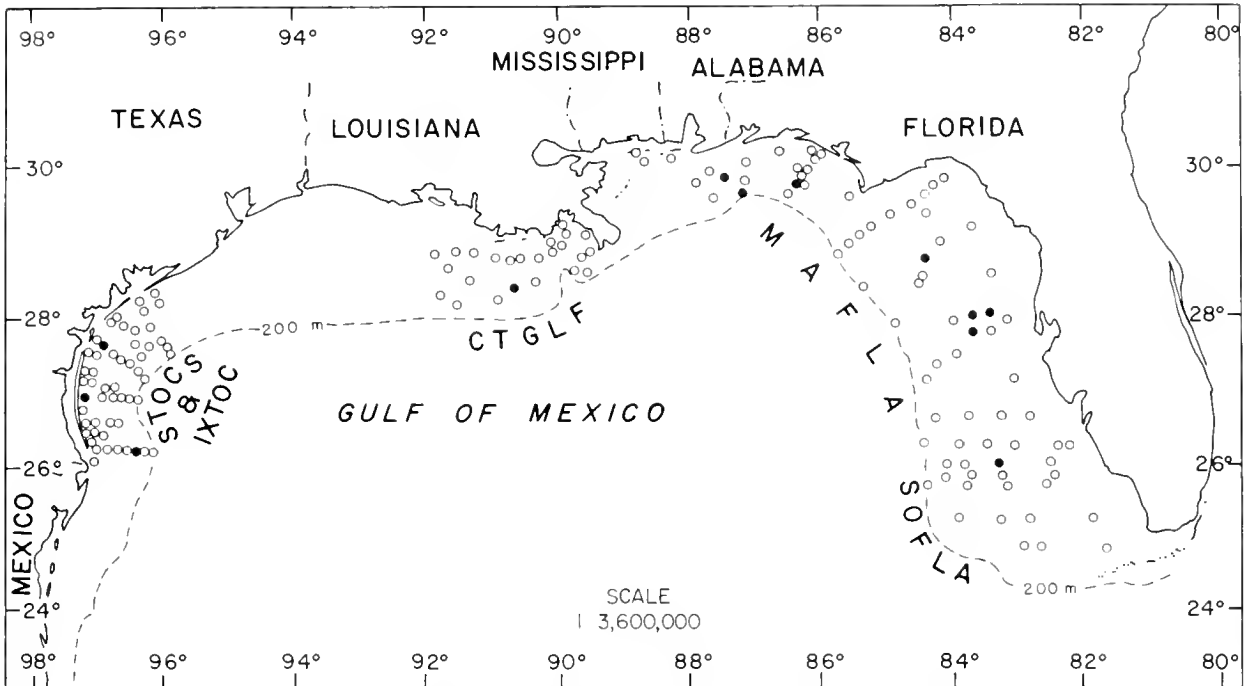 98° 96° 94° 92° 90° 88° 86° 84° 82° 80°
MISSISSIPPI ALABAMA
TEXAS LOUISIANA FLORIDA
30° 30°
MAFLA
28° 200 m CTGLF 28°
STOCS & IXTOC
GULF OF MEXICO
26° 26°
SOFLA
MEXICO
200 m
24° SCALE 24°
1 3,600,000
98° 96° 94° 92° 90° 88° 86° 84° 82° 80°